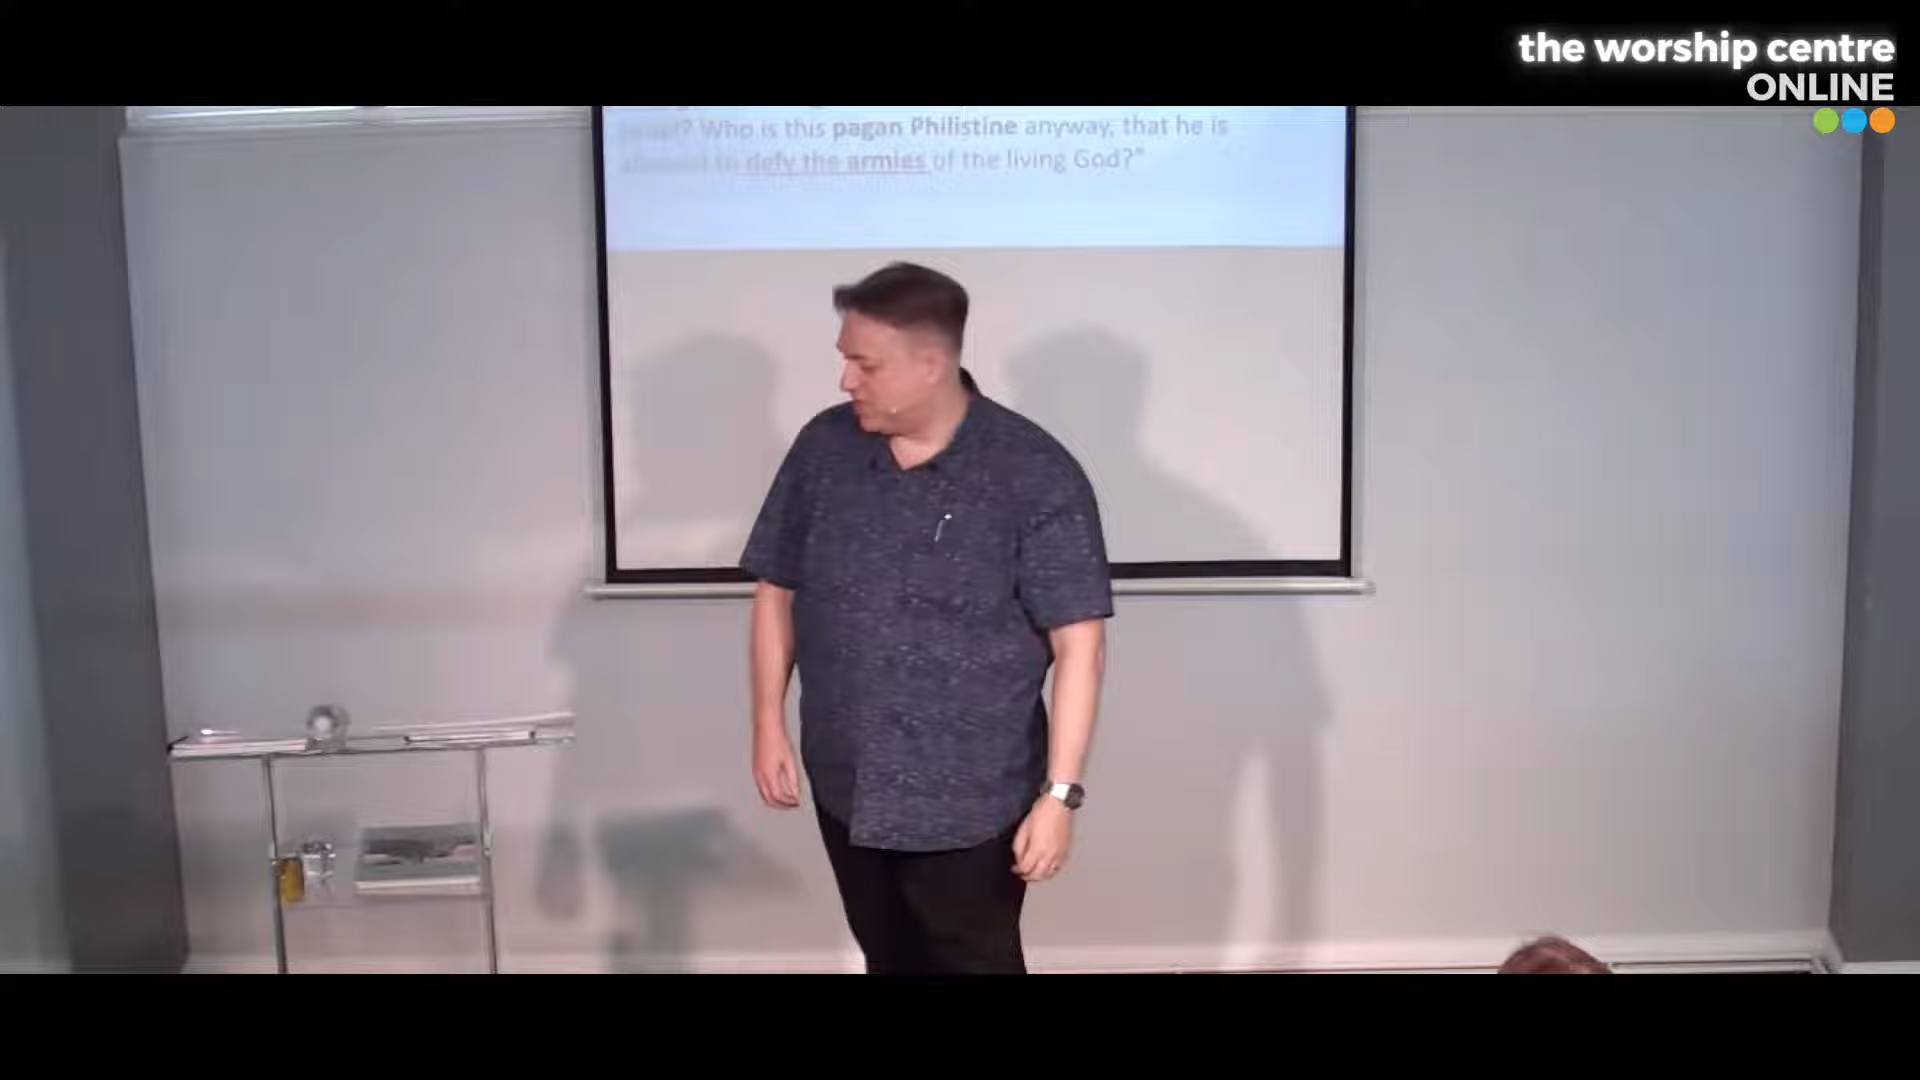 the worship centre
ONLINE
Who is this pagan Philistine anyway, that he is
to defy the armies of the living God?"